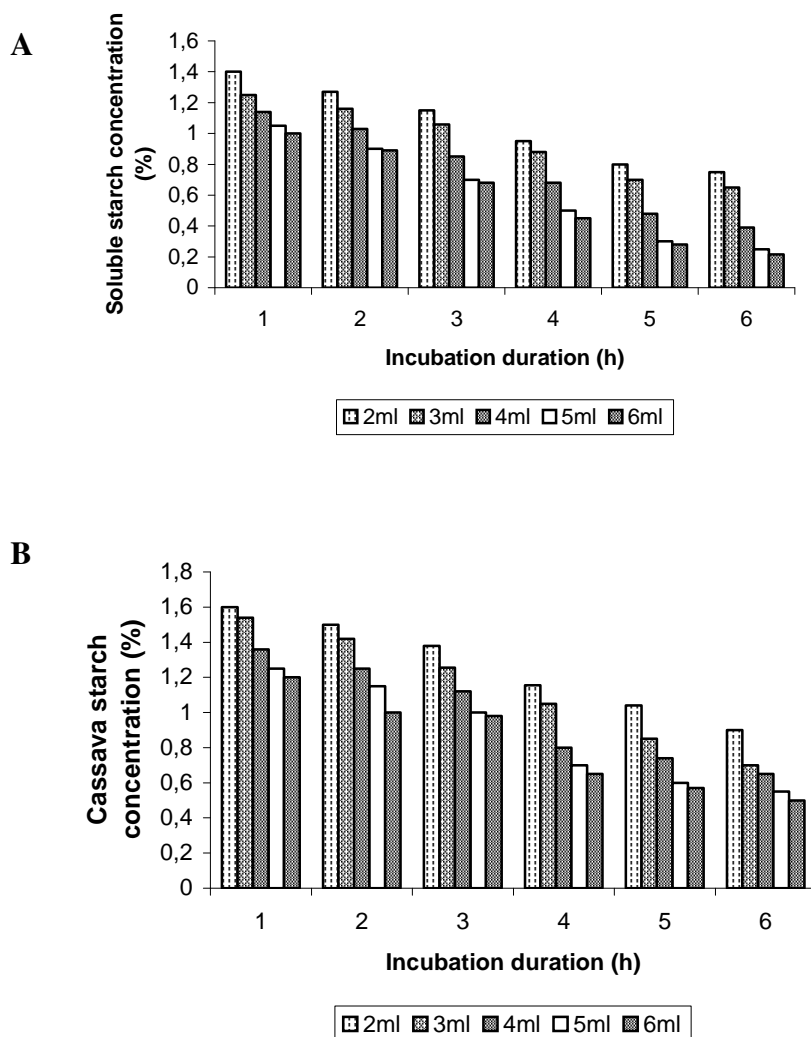 A
Soluble starch concentration
(%)
1,6
1,4
1,2
1
0,8
0,6
0,4
0,2
0
1 2 3 4 5 6
Incubation duration (h)
2ml 3ml 4ml 5ml 6ml
B
Cassava starch
concentration (%)
1,8
1,6
1,4
1,2
1
0,8
0,6
0,4
0,2
0
1 2 3 4 5 6
Incubation duration (h)
2ml 3ml 4ml 5ml 6ml